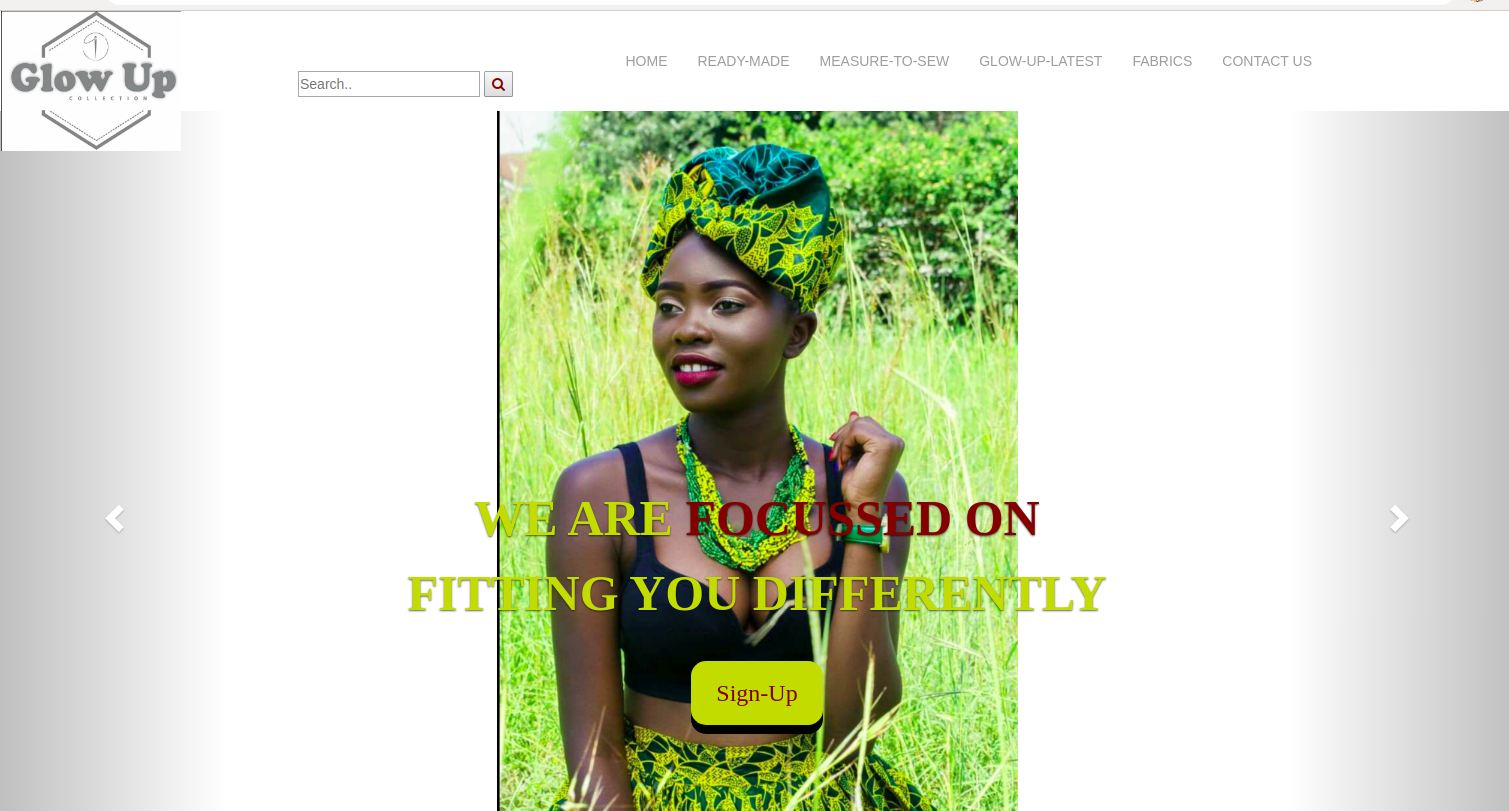 Glow Up
COLLECTION
Search..
HOME READY-MADE MEASURE-TO-SEW GLOW-UP-LATEST FABRICS CONTACT US
WE ARE FOCUSSED ON
FITTING YOU DIFFERENTLY
Sign-Up